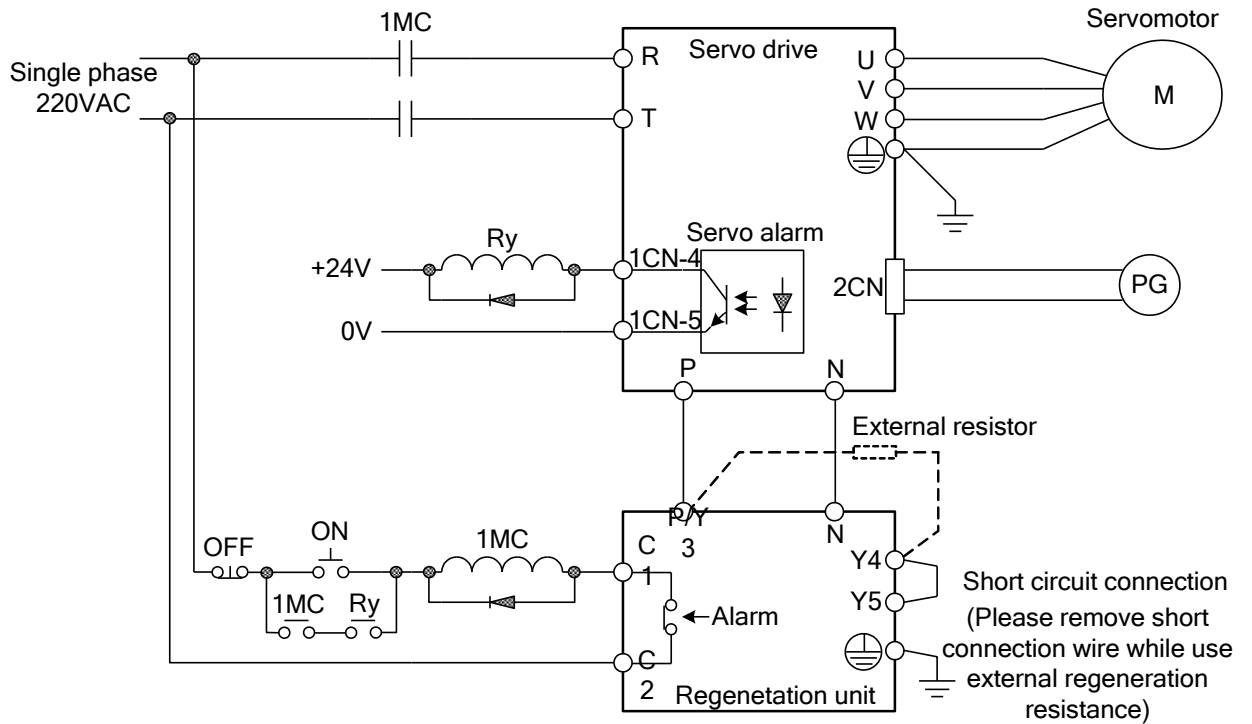 1MC
Servomotor
Single phase
220VAC
R
Servo drive
U
V
M
T
W
Ry
Servo alarm
+24V
1CN-4
2CN
PG
0V
1CN-5
P
N
External resistor
P/Y
3
N
OFF
ON
1MC
C
1
Y4
Short circuit connection
(Please remove short
connection wire while use
external regeneration
resistance)
1MC
Ry
Alarm
Y5
C
2
Regenetation unit